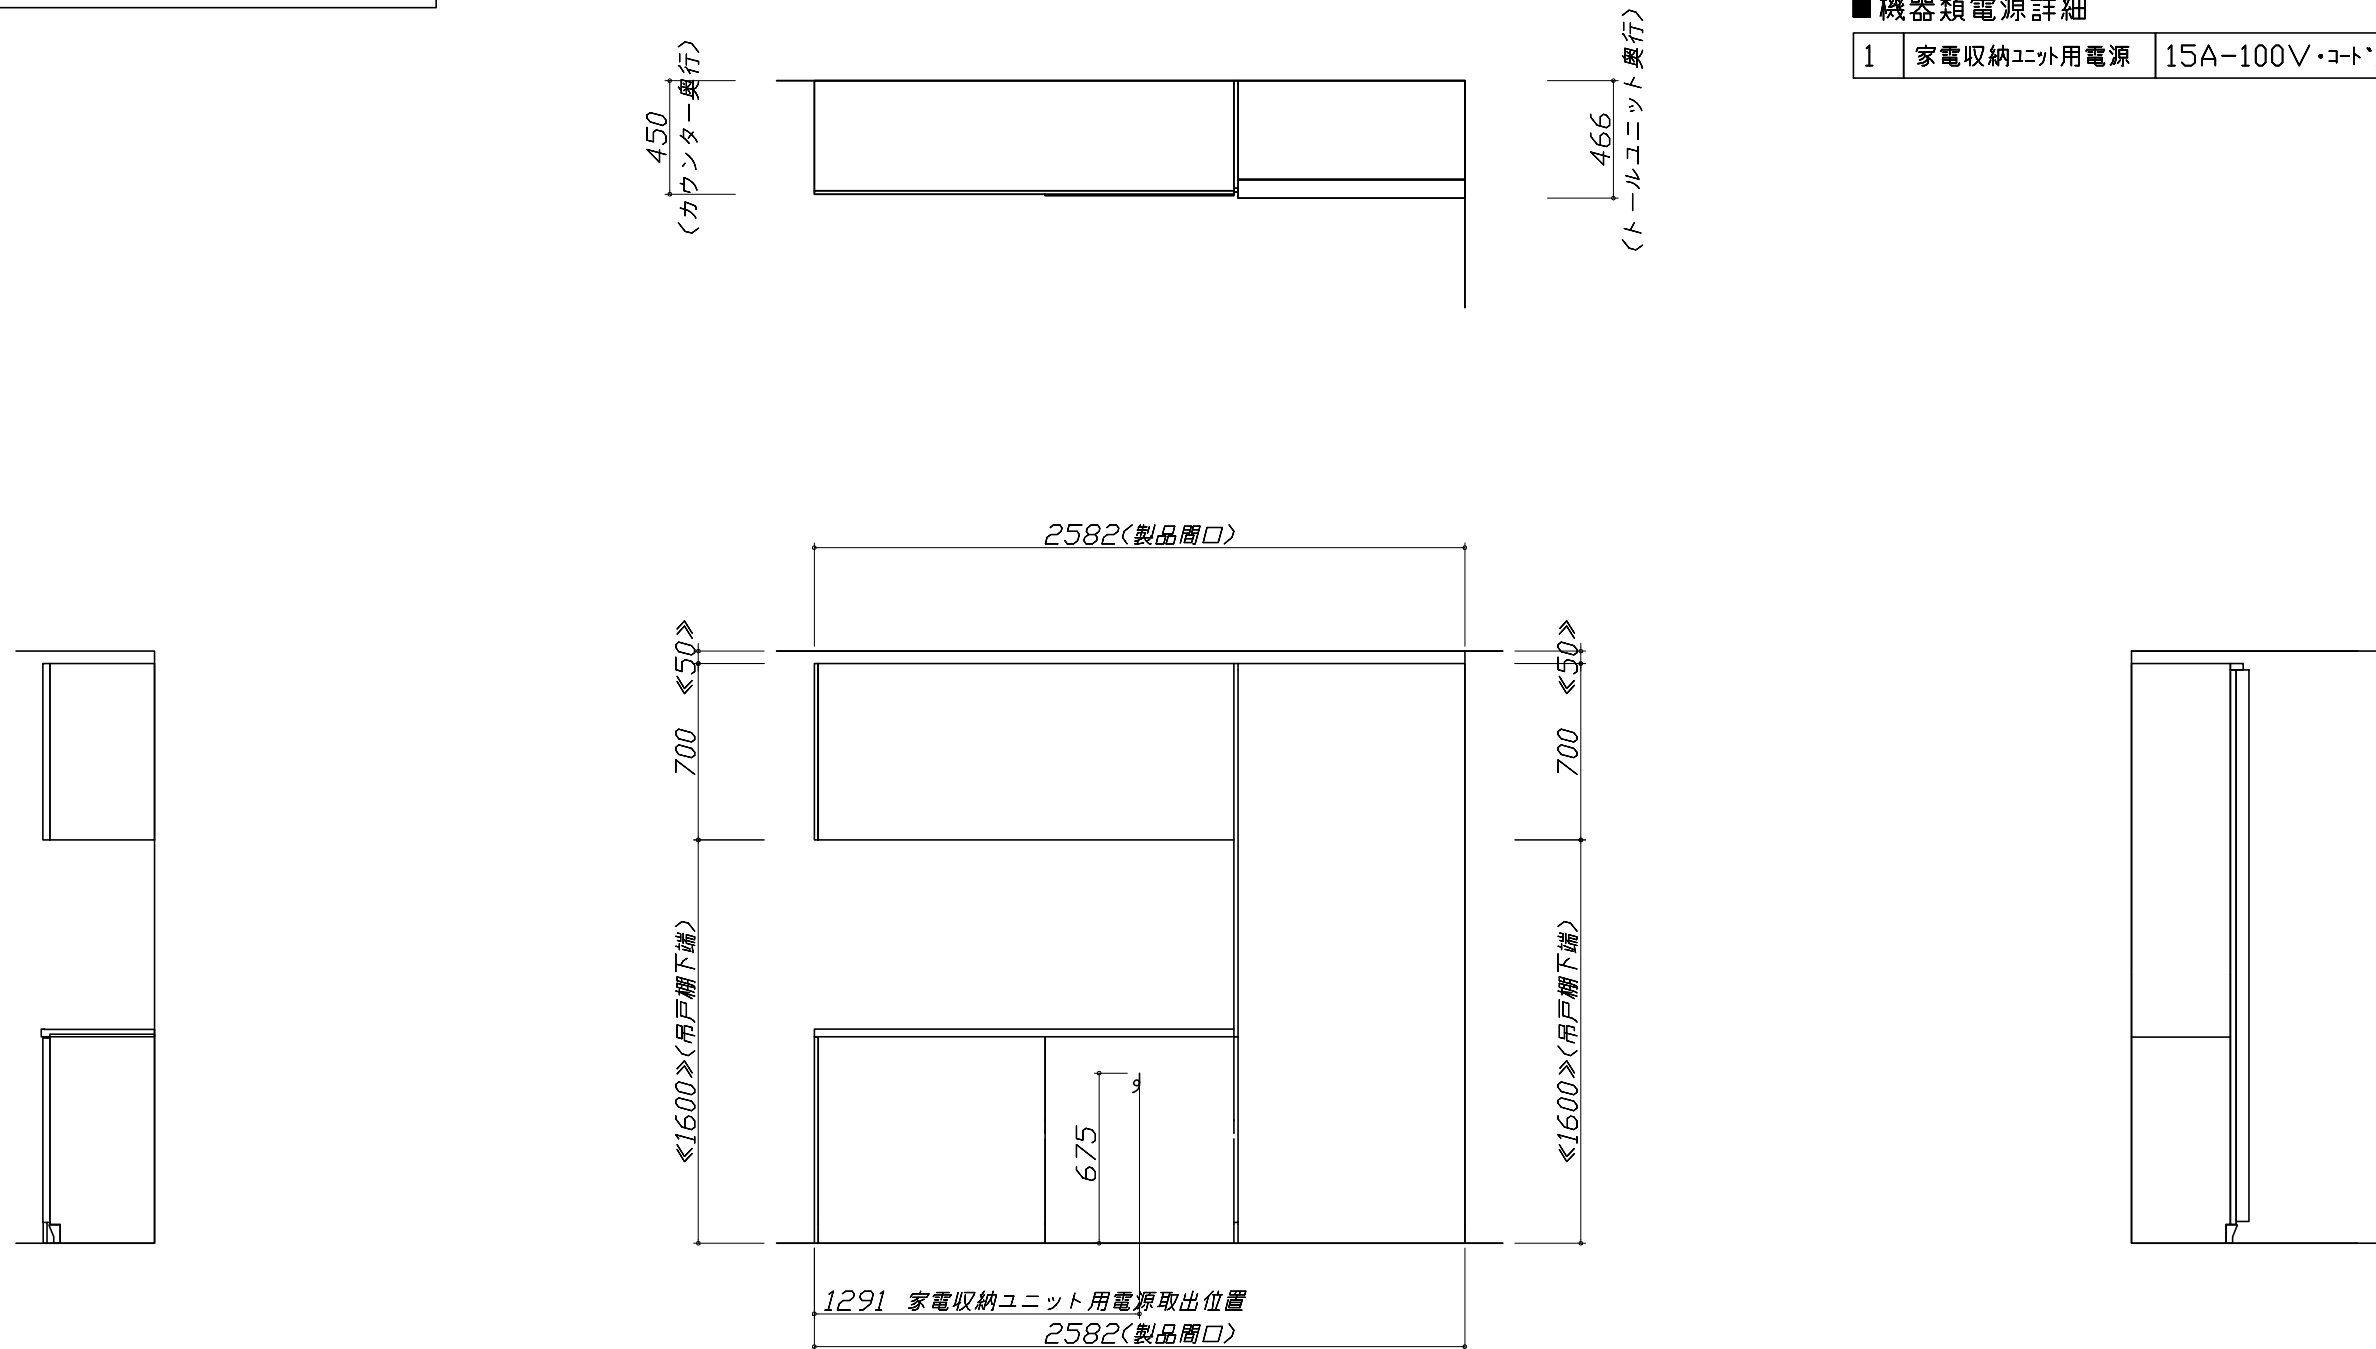 ■機器類電源詳細
1 家電収納ユニット用電源 15A-100V・コード
450
(カウンター奥行)
466
(トールユニット奥行)
2582(製品間口)
≪50≫
700
≪1600≫(吊戸棚下端)
≪50≫
700
≪1600≫(吊戸棚下端)
675
1291 家電収納ユニット用電源取出位置
2582(製品間口)